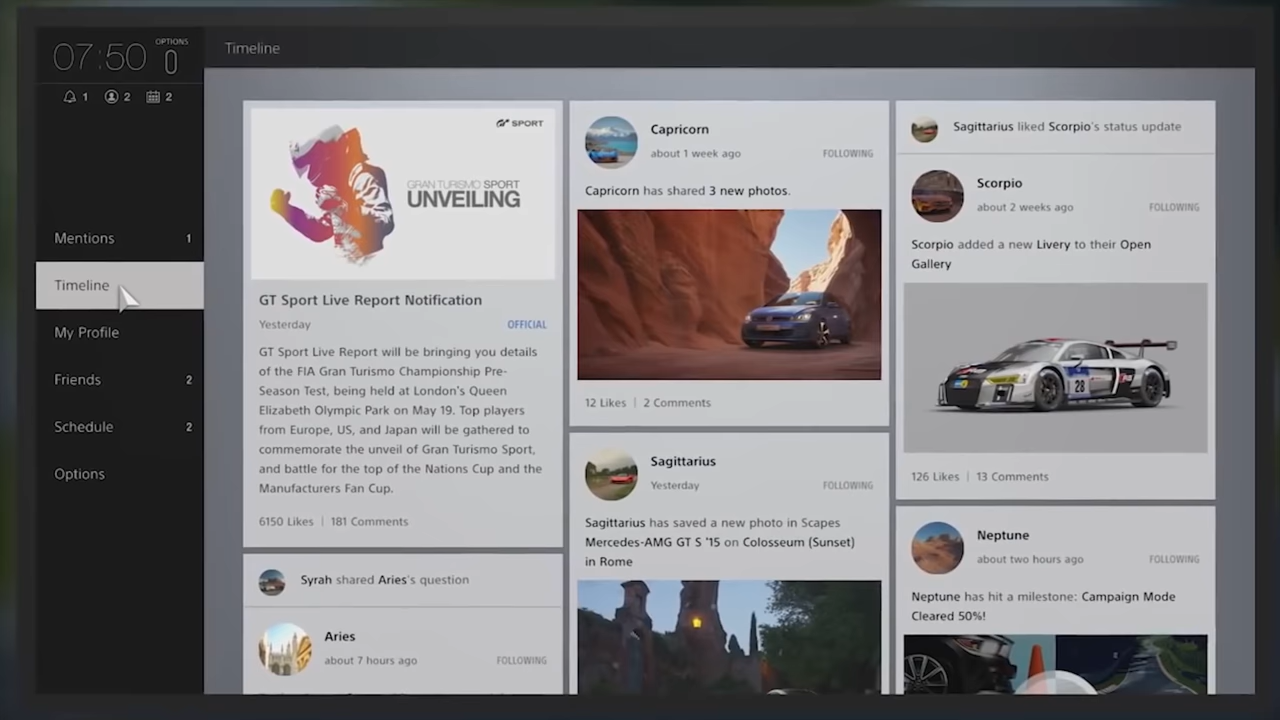 07:50
OPTIONS
1 2 2
Mentions 1
Timeline
My Profile
Friends 2
Schedule 2
Options
Timeline
SPORT
GRAN TURISMO SPORT
UNVEILING
GT Sport Live Report Notification
Yesterday OFFICIAL
GT Sport Live Report will be bringing you details
of the FIA Gran Turismo Championship Pre-
Season Test, being held at London's Queen
Elizabeth Olympic Park on May 19. Top players
from Europe, US, and Japan will be gathered to
commemorate the unveil of Gran Turismo Sport,
and battle for the top of the Nations Cup and the
Manufacturers Fan Cup.
6150 Likes | 181 Comments
Syrah shared Aries's question
Aries
about 7 hours ago FOLLOWING
Capricorn
about 1 week ago FOLLOWING
Capricorn has shared 3 new photos.
12 Likes | 2 Comments
Sagittarius
Yesterday FOLLOWING
Sagittarius has saved a new photo in Scapes
Mercedes-AMG GT S '15 on Colosseum (Sunset)
in Rome
Sagittarius liked Scorpio's status update
Scorpio
about 2 weeks ago FOLLOWING
Scorpio added a new Livery to their Open
Gallery
28
126 Likes | 13 Comments
Neptune
about two hours ago FOLLOWING
Neptune has hit a milestone: Campaign Mode
Cleared 50%!